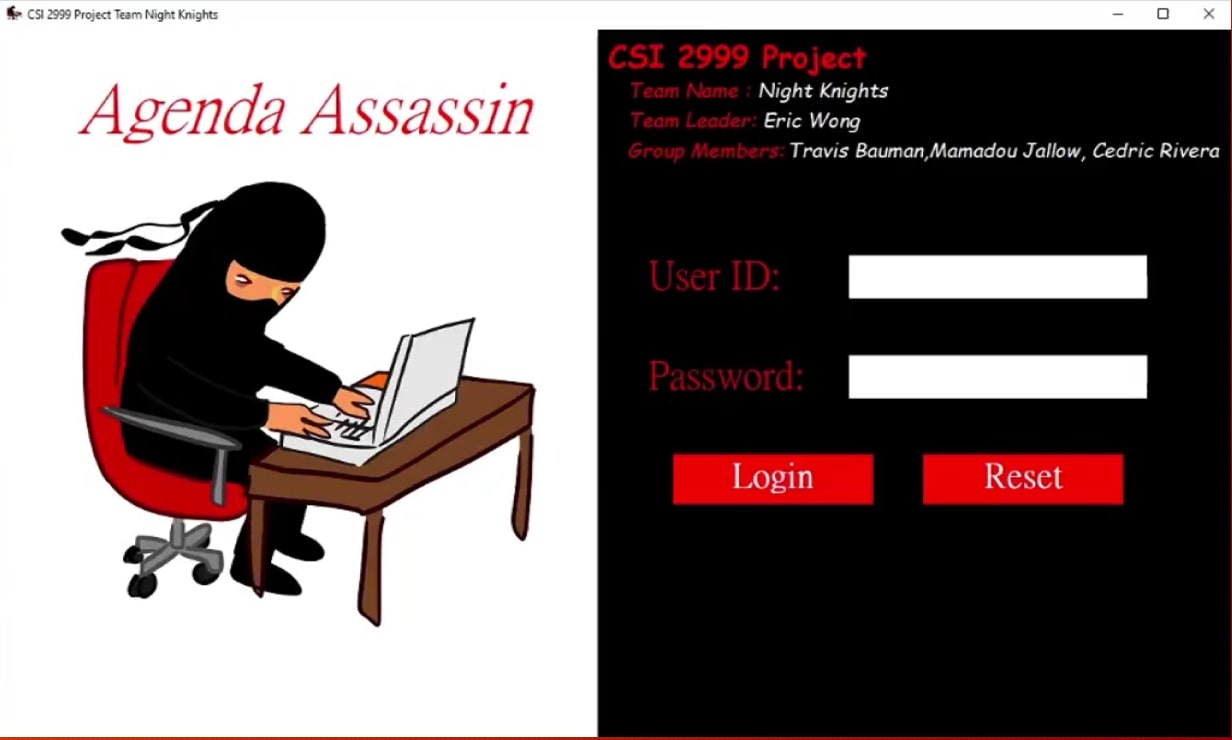 CSI 2999 Project Team Night Knights
Agenda Assassin
CSI 2999 Project
Team Name : Night Knights
Team Leader: Eric Wong
Group Members: Travis Bauman,Mamadou Jallow, Cedric Rivera
User ID:
Password:
Login Reset